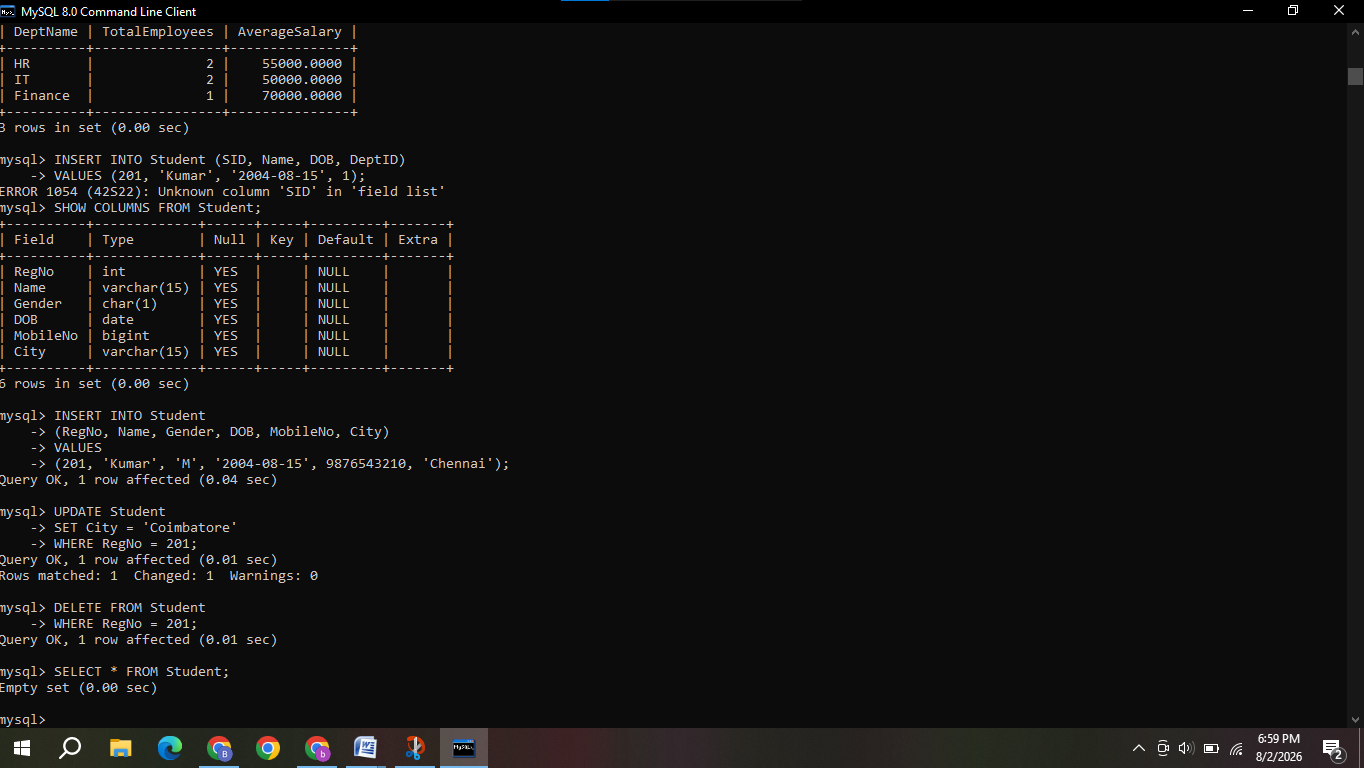 MySQL 8.0 Command Line Client
| DeptName | TotalEmployees | AverageSalary |
+----------+----------------+---------------+
| HR       |              2 |    55000.0000 |
| IT       |              2 |    50000.0000 |
| Finance  |              1 |    70000.0000 |
+----------+----------------+---------------+
3 rows in set (0.00 sec)
mysql> INSERT INTO Student (SID, Name, DOB, DeptID)
    -> VALUES (201, 'Kumar', '2004-08-15', 1);
ERROR 1054 (42S22): Unknown column 'SID' in 'field list'
mysql> SHOW COLUMNS FROM Student;
+----------+-------------+------+-----+---------+-------+
| Field    | Type        | Null | Key | Default | Extra |
+----------+-------------+------+-----+---------+-------+
| RegNo    | int         | YES  |     | NULL    |       |
| Name     | varchar(15) | YES  |     | NULL    |       |
| Gender   | char(1)     | YES  |     | NULL    |       |
| DOB      | date        | YES  |     | NULL    |       |
| MobileNo | bigint      | YES  |     | NULL    |       |
| City     | varchar(15) | YES  |     | NULL    |       |
+----------+-------------+------+-----+---------+-------+
6 rows in set (0.00 sec)
mysql> INSERT INTO Student
    -> (RegNo, Name, Gender, DOB, MobileNo, City)
    -> VALUES
    -> (201, 'Kumar', 'M', '2004-08-15', 9876543210, 'Chennai');
Query OK, 1 row affected (0.04 sec)
mysql> UPDATE Student
    -> SET City = 'Coimbatore'
    -> WHERE RegNo = 201;
Query OK, 1 row affected (0.01 sec)
Rows matched: 1  Changed: 1  Warnings: 0
mysql> DELETE FROM Student
    -> WHERE RegNo = 201;
Query OK, 1 row affected (0.01 sec)
mysql> SELECT * FROM Student;
Empty set (0.00 sec)
mysql>
6:59 PM
8/2/2026
2